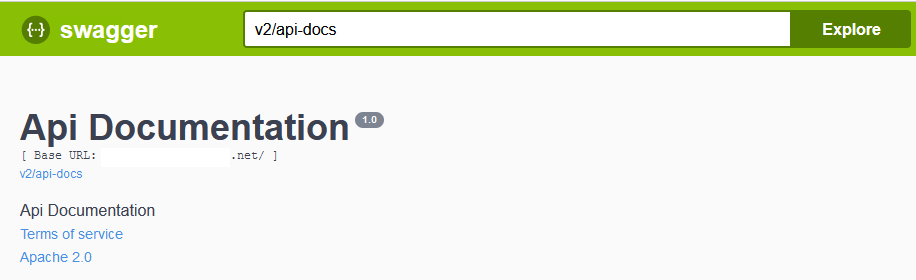 {··} swagger
v2/api-docs
Explore
Api Documentation 1.0
[ Base URL: .net/ ]
v2/api-docs
Api Documentation
Terms of service
Apache 2.0